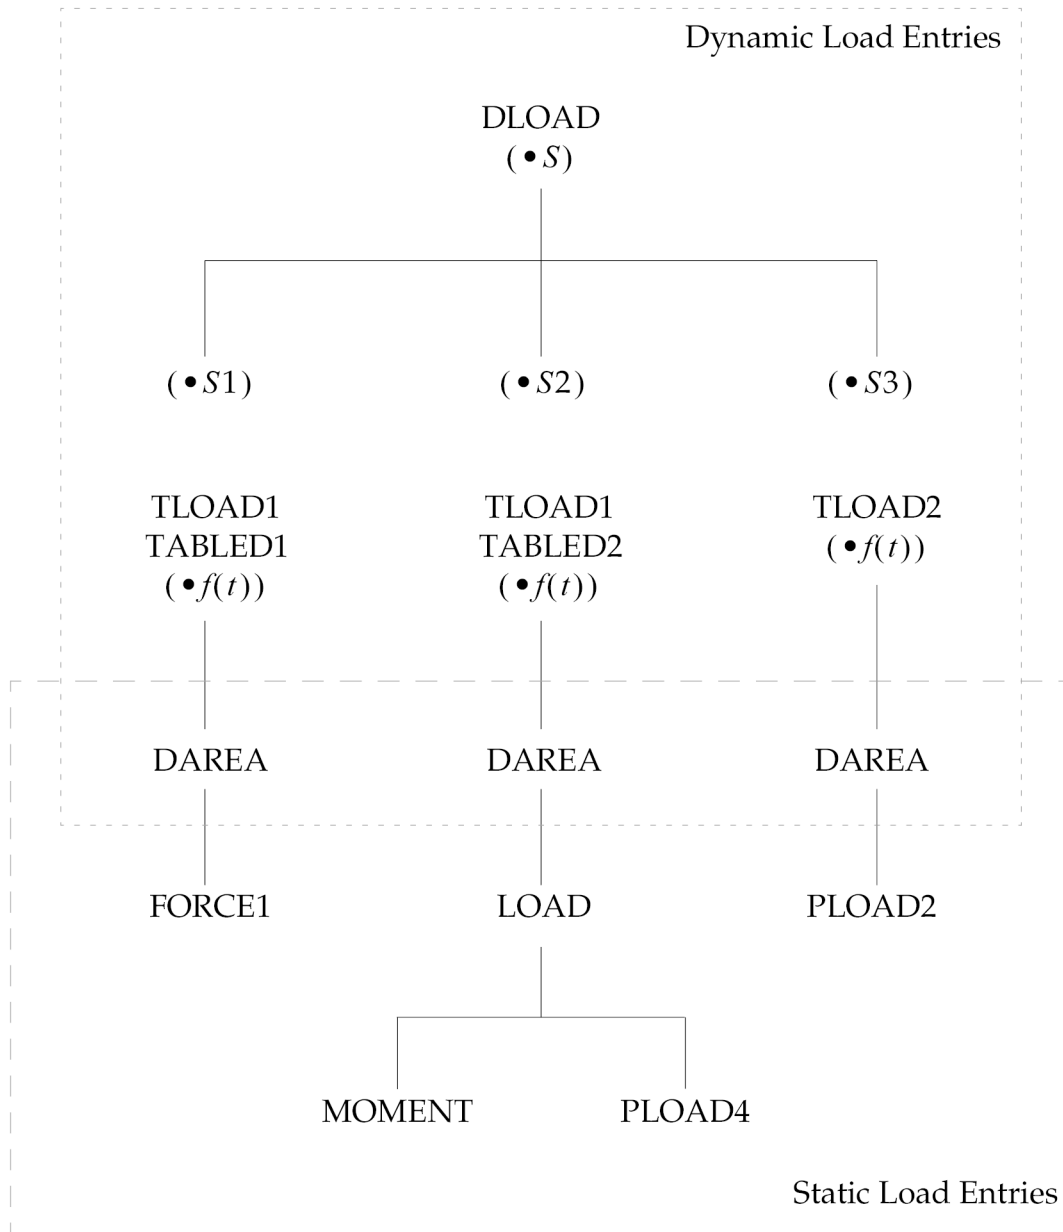 Dynamic Load Entries
DLOAD
(•S)
(•S1) (•S2) (•S3)
TLOAD1 TLOAD1 TLOAD2
TABLED1 TABLED2 (•f(t))
(•f(t)) (•f(t))
DAREA DAREA DAREA
FORCE1 LOAD PLOAD2
MOMENT PLOAD4
Static Load Entries